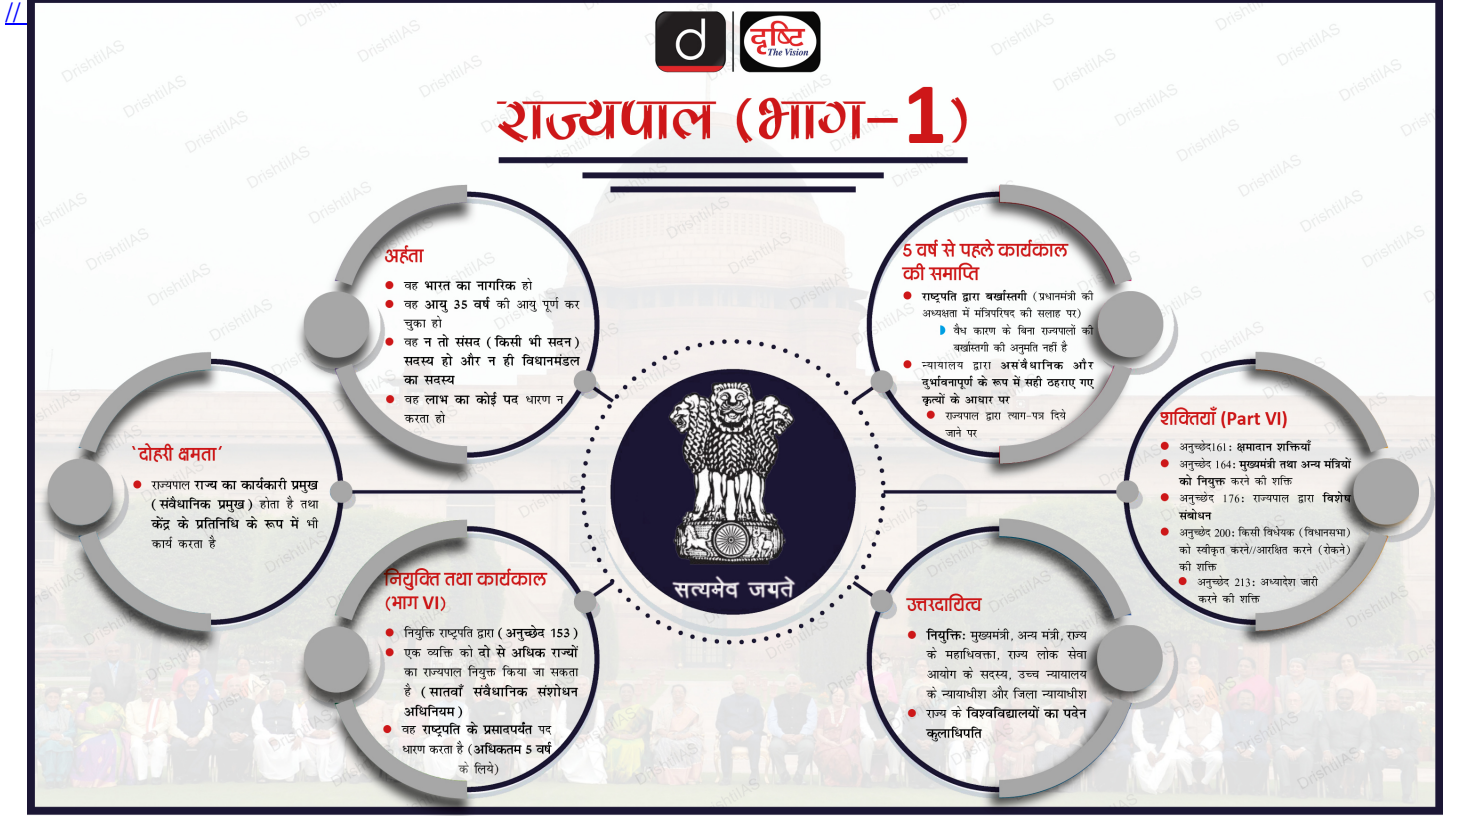 //
d
दृष्टि
The Vision
राज्यपाल (भाग–1)
अर्हता
वह भारत का नागरिक हो
वह आयु 35 वर्ष की आयु पूर्ण कर
चुका हो
वह न तो संसद (किसी भी सदन)
सदस्य हो और न ही विधानमंडल
का सदस्य
वह लाभ का कोई पद धारण न
करता हो
5 वर्ष से पहले कार्यकाल
की समाप्ति
राष्ट्रपति द्वारा बर्खास्तगी (प्रधानमंत्री की
अध्यक्षता में मंत्रिपरिषद की सलाह पर)
वैध कारण के बिना राज्यपालों की
बर्खास्तगी की अनुमति नहीं है
न्यायालय द्वारा असंवैधानिक और
दुर्भावनापूर्ण के रूप में सही ठहराए गए
कृत्यों के आधार पर
राज्यपाल द्वारा त्याग-पत्र दिये
जाने पर
'दोहरी क्षमता'
राज्यपाल राज्य का कार्यकारी प्रमुख
(संवैधानिक प्रमुख) होता है तथा
केंद्र के प्रतिनिधि के रूप में भी
कार्य करता है
सत्यमेव जयते
शक्तियाँ (Part VI)
अनुच्छेद161: क्षमादान शक्तियाँ
अनुच्छेद 164: मुख्यमंत्री तथा अन्य मंत्रियों
को नियुक्त करने की शक्ति
अनुच्छेद 176: राज्यपाल द्वारा विशेष
संबोधन
अनुच्छेद 200: किसी विधेयक (विधानसभा)
को स्वीकृत करने//आरक्षित करने (रोकने)
की शक्ति
अनुच्छेद 213: अध्यादेश जारी
करने की शक्ति
नियुक्ति तथा कार्यकाल
(भाग VI)
नियुक्ति राष्ट्रपति द्वारा (अनुच्छेद 153)
एक व्यक्ति को दो से अधिक राज्यों
का राज्यपाल नियुक्त किया जा सकता
है (सातवाँ संवैधानिक संशोधन
अधिनियम)
वह राष्ट्रपति के प्रसादपर्यंत पद
धारण करता है (अधिकतम 5 वर्ष
के लिये)
उत्तरदायित्व
नियुक्ति: मुख्यमंत्री, अन्य मंत्री, राज्य
के महाधिवक्ता, राज्य लोक सेवा
आयोग के सदस्य, उच्च न्यायालय
के न्यायाधीश और जिला न्यायाधीश
राज्य के विश्वविद्यालयों का पदेन
कुलाधिपति
DrishtiIAS